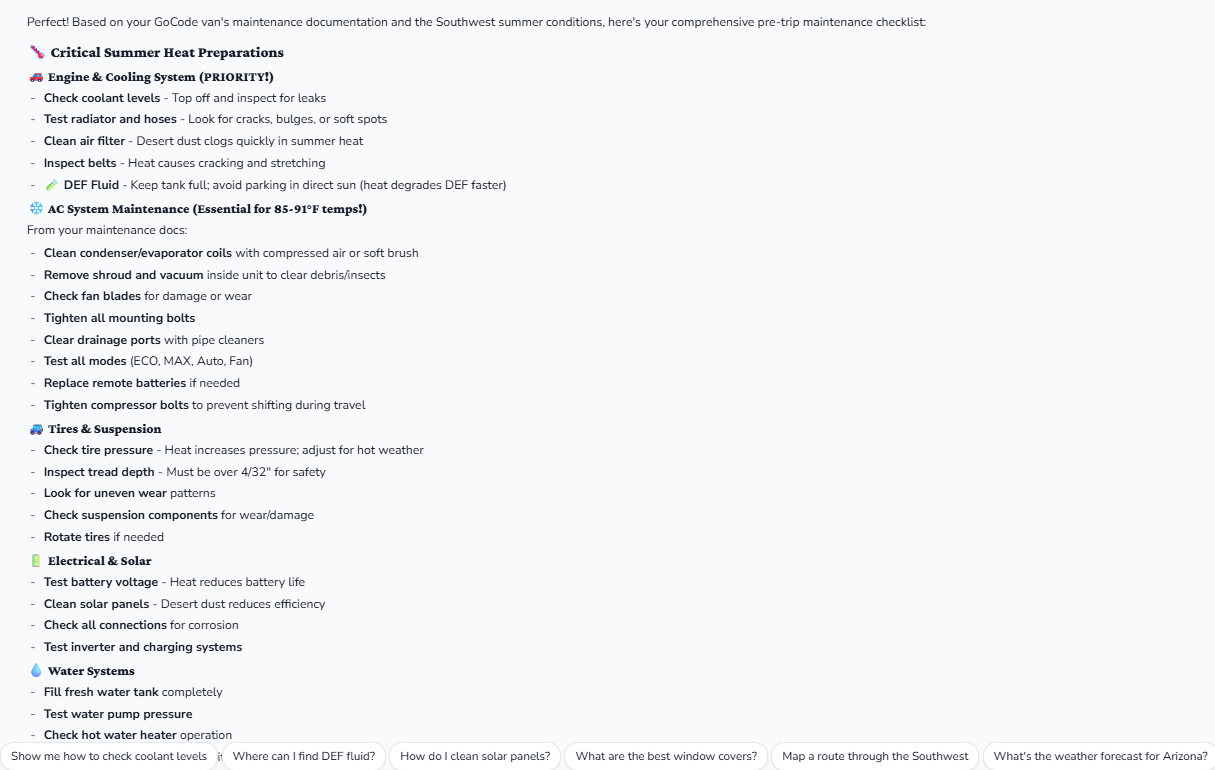 Perfect! Based on your GoCode van's maintenance documentation and the Southwest summer conditions, here's your comprehensive pre-trip maintenance checklist:
Critical Summer Heat Preparations
Engine & Cooling System (PRIORITY!)
- Check coolant levels - Top off and inspect for leaks
- Test radiator and hoses - Look for cracks, bulges, or soft spots
- Clean air filter - Desert dust clogs quickly in summer heat
- Inspect belts - Heat causes cracking and stretching
- DEF Fluid - Keep tank full; avoid parking in direct sun (heat degrades DEF faster)
AC System Maintenance (Essential for 85-91°F temps!)
From your maintenance docs:
- Clean condenser/evaporator coils with compressed air or soft brush
- Remove shroud and vacuum inside unit to clear debris/insects
- Check fan blades for damage or wear
- Tighten all mounting bolts
- Clear drainage ports with pipe cleaners
- Test all modes (ECO, MAX, Auto, Fan)
- Replace remote batteries if needed
- Tighten compressor bolts to prevent shifting during travel
Tires & Suspension
- Check tire pressure - Heat increases pressure; adjust for hot weather
- Inspect tread depth - Must be over 4/32" for safety
- Look for uneven wear patterns
- Check suspension components for wear/damage
- Rotate tires if needed
Electrical & Solar
- Test battery voltage - Heat reduces battery life
- Clean solar panels - Desert dust reduces efficiency
- Check all connections for corrosion
- Test inverter and charging systems
Water Systems
- Fill fresh water tank completely
- Test water pump pressure
- Check hot water heater operation
Show me how to check coolant levels Where can I find DEF fluid? How do I clean solar panels? What are the best window covers? Map a route through the Southwest What's the weather forecast for Arizona?